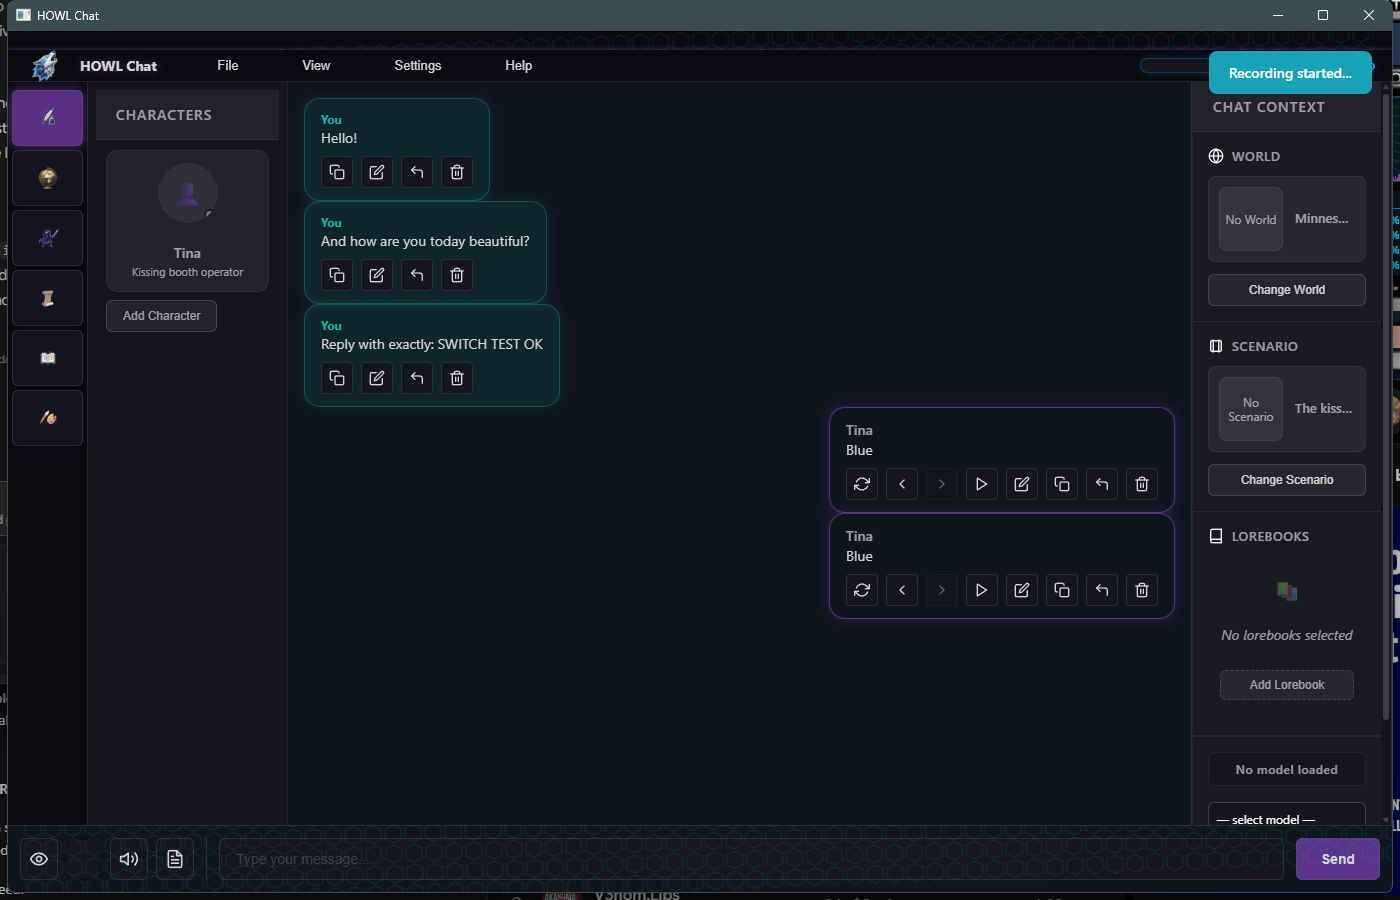 HOWL Chat
HOWL Chat
File
View
Settings
Help
Recording started...
CHARACTERS
Tina
Kissing booth operator
Add Character
You
Hello!
You
And how are you today beautiful?
You
Reply with exactly: SWITCH TEST OK
Tina
Blue
Tina
Blue
CHAT CONTEXT
WORLD
No World
Minnes...
Change World
SCENARIO
No
Scenario
The kiss...
Change Scenario
LOREBOOKS
No lorebooks selected
Add Lorebook
No model loaded
— select model —
Type your message...
Send